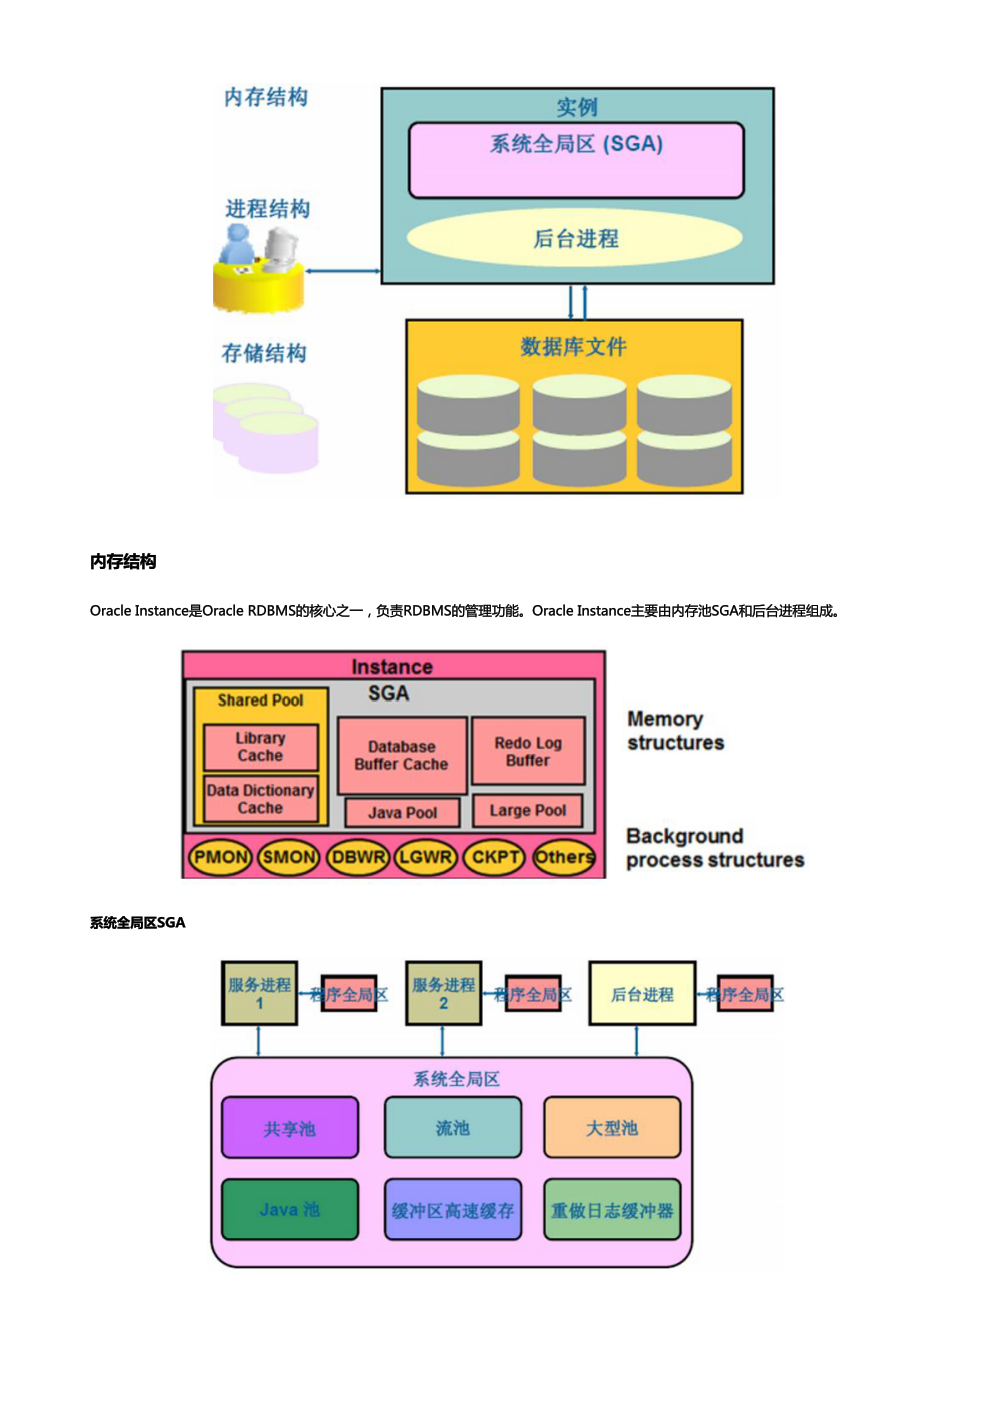 内存结构
实例
系统全局区 (SGA)
进程结构
后台进程
存储结构
数据库文件
内存结构
Oracle Instance是Oracle RDBMS的核心之一，负责RDBMS的管理功能。Oracle Instance主要由内存池SGA和后台进程组成。
Instance
SGA
Shared Pool
Library
Cache
Data Dictionary
Cache
Database
Buffer Cache
Redo Log
Buffer
Java Pool
Large Pool
Memory
structures
PMON
SMON
DBWR
LGWR
CKPT
Others
Background
process structures
系统全局区SGA
服务进程
1
程序全局区
服务进程
2
程序全局区
后台进程
程序全局区
系统全局区
共享池
流池
大型池
Java 池
缓冲区高速缓存
重做日志缓冲器